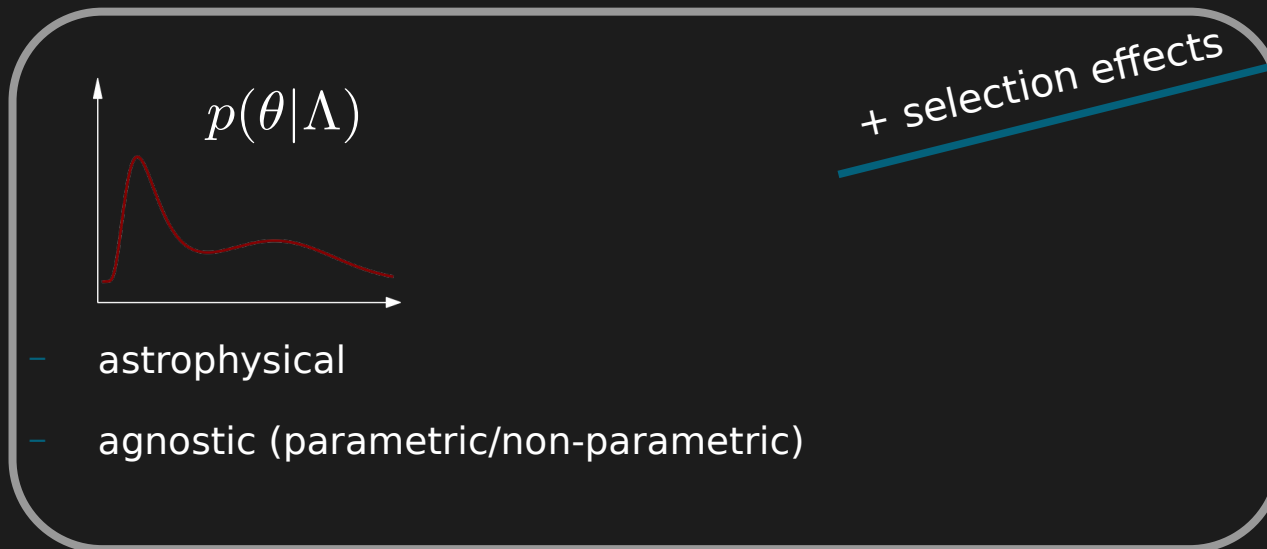 p(θ|Λ)
+ selection effects
– astrophysical
– agnostic (parametric/non-parametric)